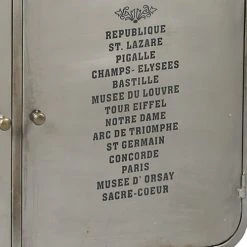 REPUBLIQUE
ST. LAZARE
PIGALLE
CHAMPS- ELYSEES
BASTILLE
MUSEE DU LOUVRE
TOUR EIFFEL
NOTRE DAME
ARC DE TRIOMPHE
ST GERMAIN
CONCORDE
PARIS
MUSEE D' ORSAY
SACRE-COEUR